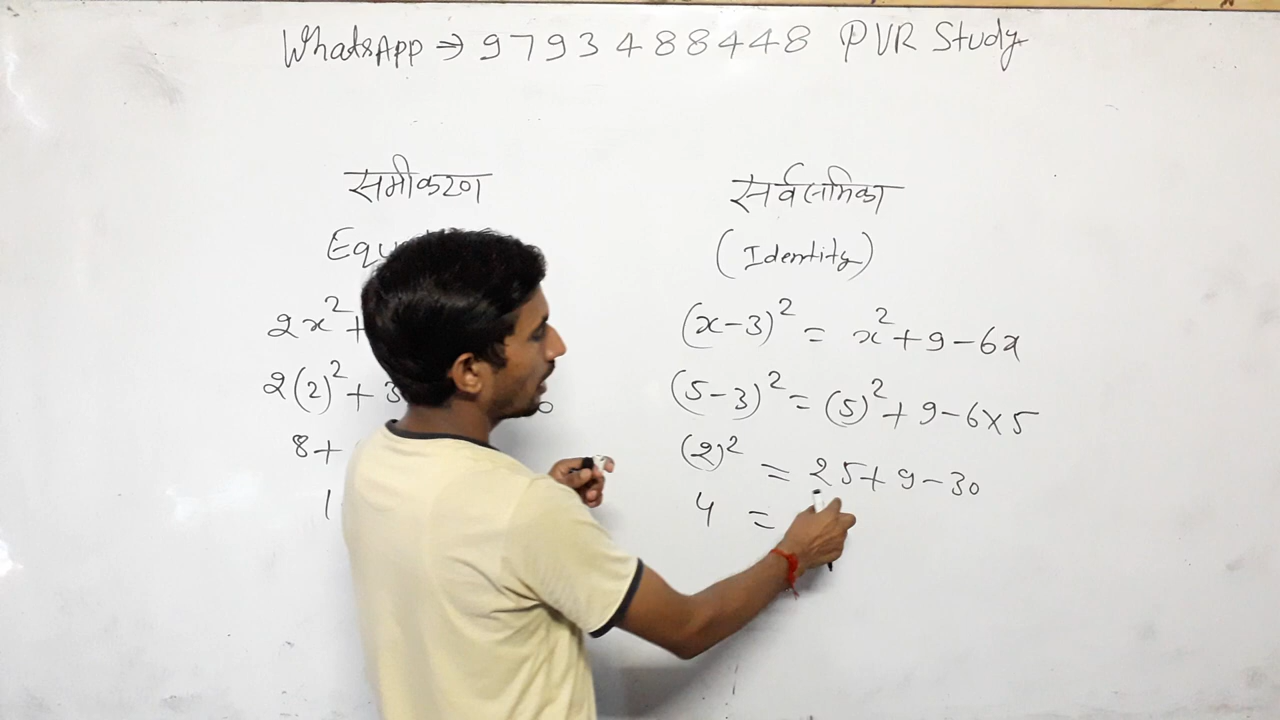 WhatsApp → 9793488448 PVR Study
समीकरण
Equ
2x²+
2(2)²+ 3
8+
1
सर्वसमिका
(Identity)
(x-3)² = x²+9-6x
(5-3)² = (5)²+9-6×5
(2)² = 25+9-30
4 =